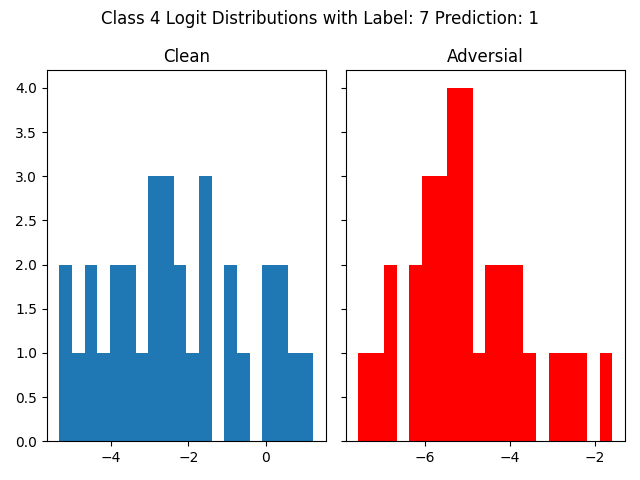 Class 4 Logit Distributions with Label: 7 Prediction: 1
Clean
Adversial
4.0
3.5
3.0
2.5
2.0
1.5
1.0
0.5
0.0
−4 −2 0
−6 −4 −2